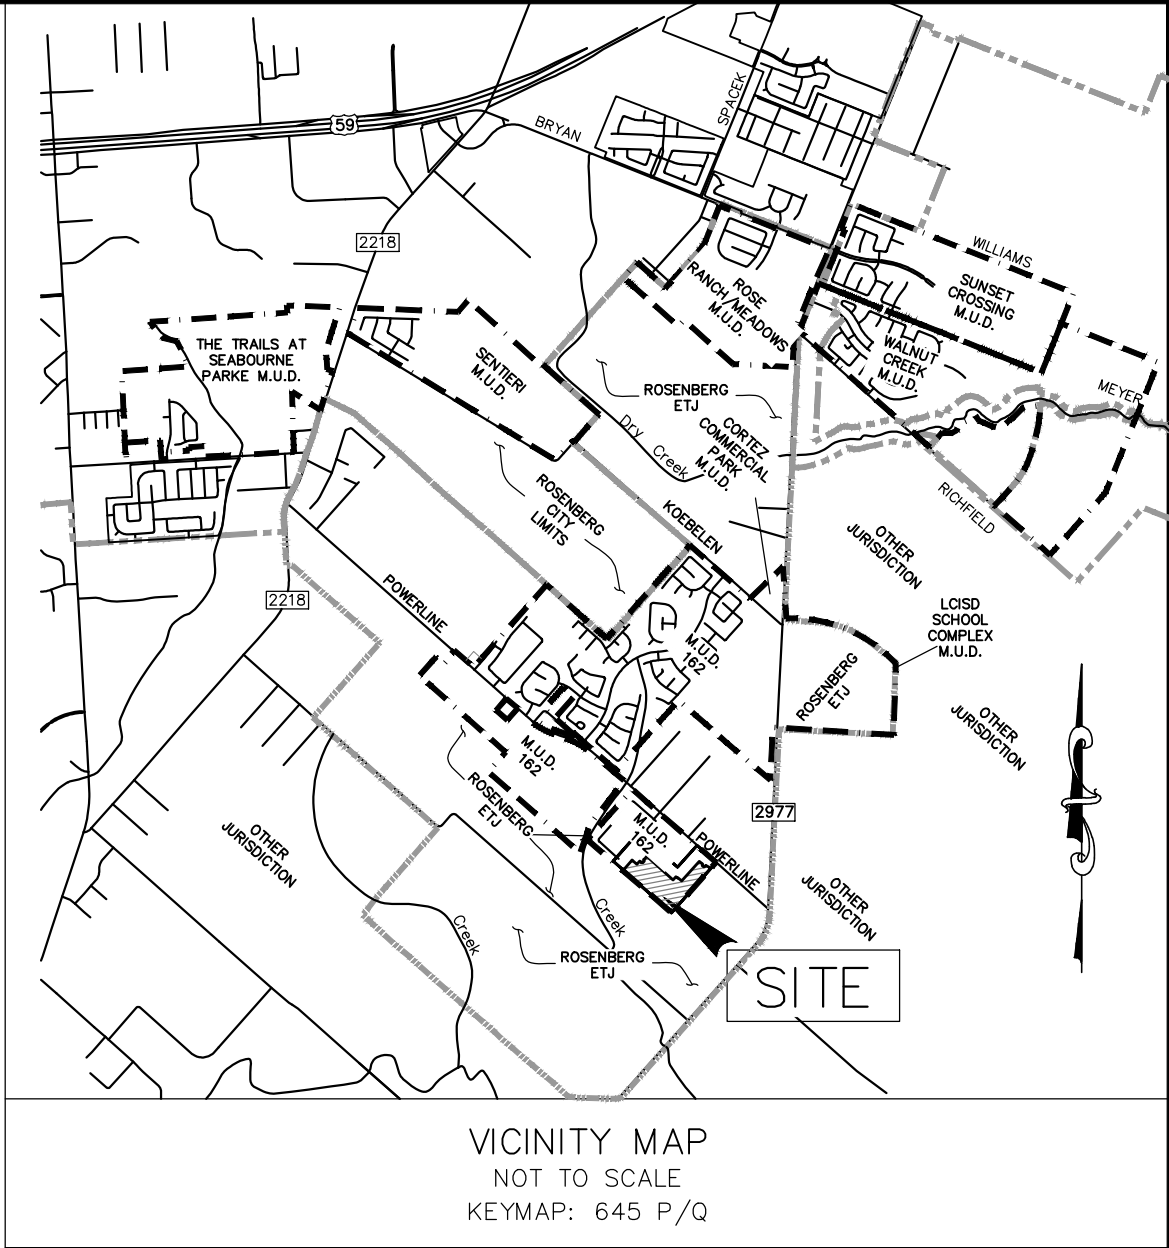 59
BRYAN
SPACEK
2218
WILLIAMS
ROSE
RANCH/MEADOWS
M.U.D.
SUNSET
CROSSING
M.U.D.
THE TRAILS AT
SEABOURNE
PARKE M.U.D.
SENTIERI
M.U.D.
WALNUT
CREEK
M.U.D.
MEYER
ROSENBERG
ETJ
Dry Creek
CORTEZ
COMMERCIAL
PARK
M.U.D.
ROSENBERG
CITY
LIMITS
KOEBELEN
RICHFIELD
OTHER
JURISDICTION
2218
POWERLINE
LCISD
SCHOOL
COMPLEX
M.U.D.
M.U.D.
162
ROSENBERG
ETJ
OTHER
JURISDICTION
M.U.D.
162
ROSENBERG
ETJ
2977
M.U.D.
162
POWERLINE
OTHER
JURISDICTION
OTHER
JURISDICTION
Creek
Creek
ROSENBERG
ETJ
SITE
VICINITY MAP
NOT TO SCALE
KEYMAP: 645 P/Q